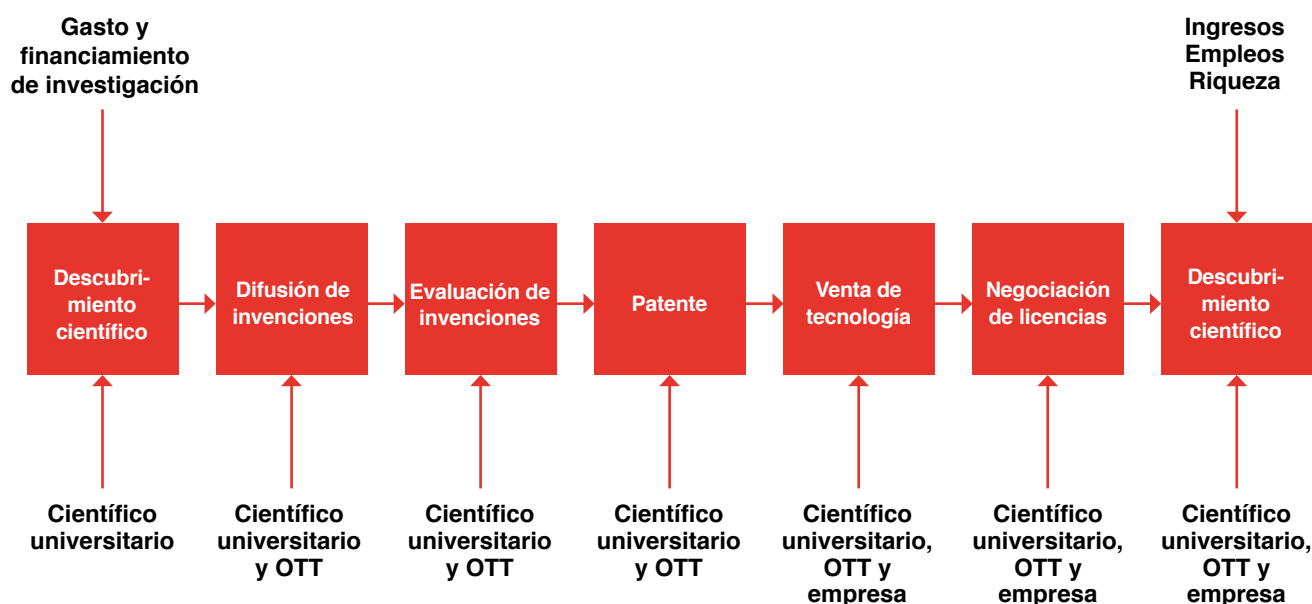 Gasto y
financiamiento
de investigación
Ingresos
Empleos
Riqueza
Descubri-
miento
científico
Difusión de
invenciones
Evaluación de
invenciones
Patente
Venta de
tecnología
Negociación
de licencias
Descubri-
miento
científico
Científico
universitario
Científico
universitario
y OTT
Científico
universitario
y OTT
Científico
universitario
y OTT
Científico
universitario,
OTT y
empresa
Científico
universitario,
OTT y
empresa
Científico
universitario,
OTT y
empresa